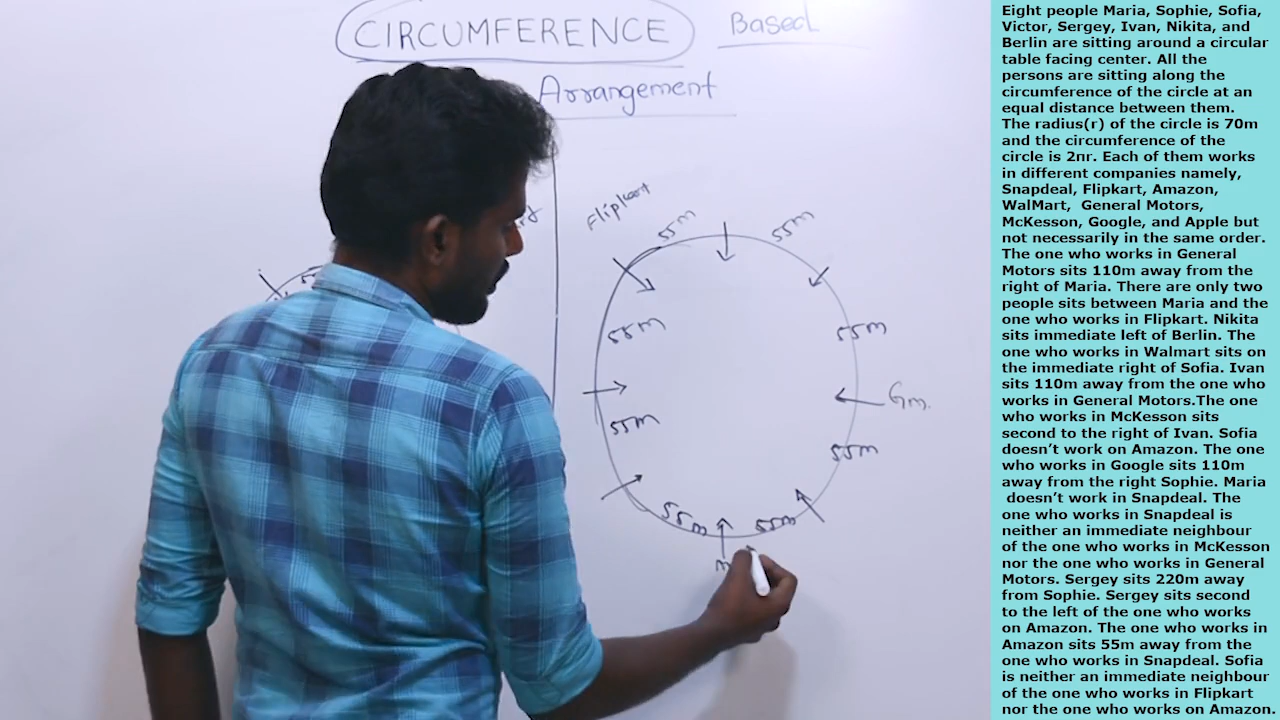 CIRCUMFERENCE Based
Arrangement
Flipkart
55m
55m
55m
55m
Gm.
55m
55m
55m
55m
m
Eight people Maria, Sophie, Sofia,
Victor, Sergey, Ivan, Nikita, and
Berlin are sitting around a circular
table facing center. All the
persons are sitting along the
circumference of the circle at an
equal distance between them.
The radius(r) of the circle is 70m
and the circumference of the
circle is 2πr. Each of them works
in different companies namely,
Snapdeal, Flipkart, Amazon,
WalMart, General Motors,
McKesson, Google, and Apple but
not necessarily in the same order.
The one who works in General
Motors sits 110m away from the
right of Maria. There are only two
people sits between Maria and the
one who works in Flipkart. Nikita
sits immediate left of Berlin. The
one who works in Walmart sits on
the immediate right of Sofia. Ivan
sits 110m away from the one who
works in General Motors.The one
who works in McKesson sits
second to the right of Ivan. Sofia
doesn't work on Amazon. The one
who works in Google sits 110m
away from the right Sophie. Maria
doesn't work in Snapdeal. The
one who works in Snapdeal is
neither an immediate neighbour
of the one who works in McKesson
nor the one who works in General
Motors. Sergey sits 220m away
from Sophie. Sergey sits second
to the left of the one who works
on Amazon. The one who works in
Amazon sits 55m away from the
one who works in Snapdeal. Sofia
is neither an immediate neighbour
of the one who works in Flipkart
nor the one who works on Amazon.